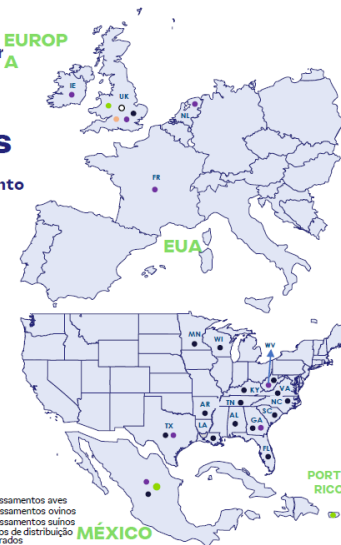 EUROP
A
r
s
nto
IE
UK
NL
FR
EUA
MN
WI
WV
KY
VA
TN
NC
AR
SC
AL
GA
LA
TX
FL
PORT
RICO
MÉXICO
ssamentos aves
ssamentos ovinos
ssamentos suínos
os de distribuição
rados